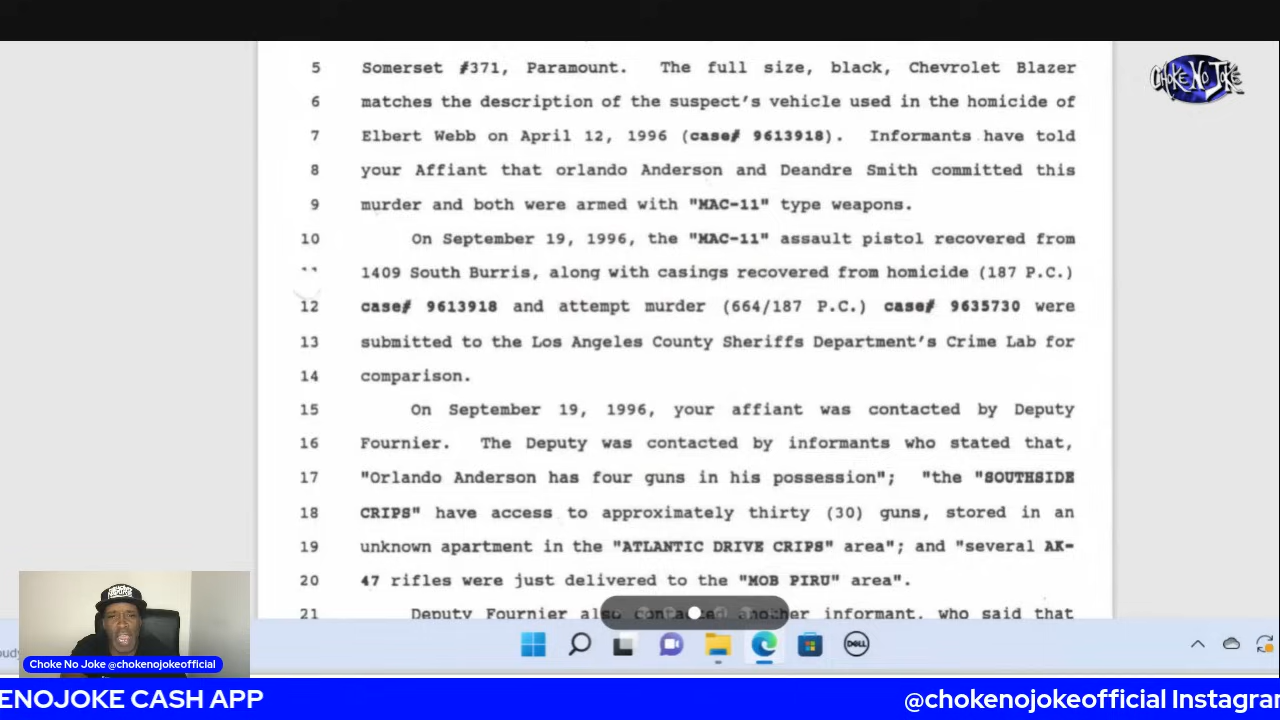 CHOKE NO JOKE
5 Somerset #371, Paramount. The full size, black, Chevrolet Blazer
6 matches the description of the suspect's vehicle used in the homicide of
7 Elbert Webb on April 12, 1996 (case# 9613918). Informants have told
8 your Affiant that orlando Anderson and Deandre Smith committed this
9 murder and both were armed with "MAC-11" type weapons.
10 On September 19, 1996, the "MAC-11" assault pistol recovered from
1409 South Burris, along with casings recovered from homicide (187 P.C.)
12 case# 9613918 and attempt murder (664/187 P.C.) case# 9635730 were
13 submitted to the Los Angeles County Sheriffs Department's Crime Lab for
14 comparison.
15 On September 19, 1996, your affiant was contacted by Deputy
16 Fournier. The Deputy was contacted by informants who stated that,
17 "Orlando Anderson has four guns in his possession"; "the "SOUTHSIDE
18 CRIPS" have access to approximately thirty (30) guns, stored in an
19 unknown apartment in the "ATLANTIC DRIVE CRIPS" area"; and "several AK-
20 47 rifles were just delivered to the "MOB PIRU" area".
21 Deputy Fournier also contacted another informant, who said that
DELL
Choke No Joke @chokenojokeofficial
ENOJOKE CASH APP @chokenojokeofficial Instagra